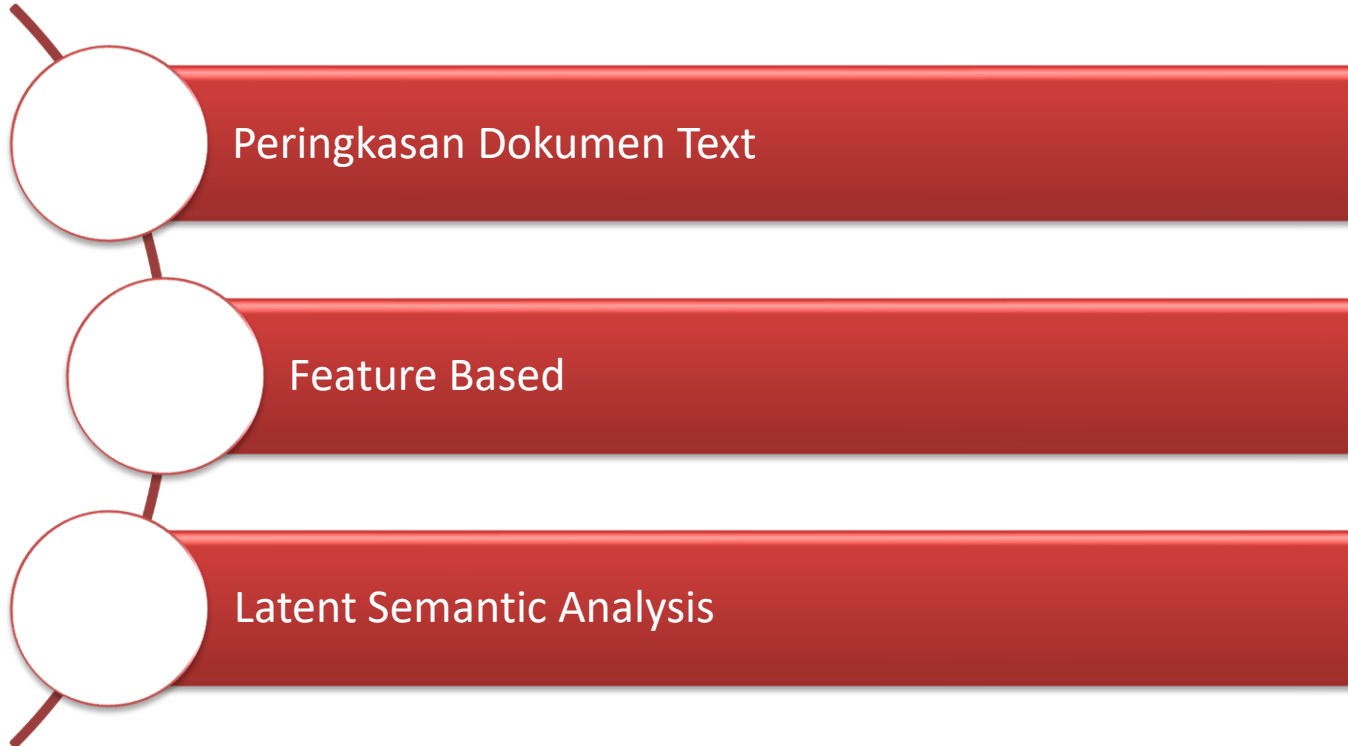 Peringkasan Dokumen Text
Feature Based
Latent Semantic Analysis